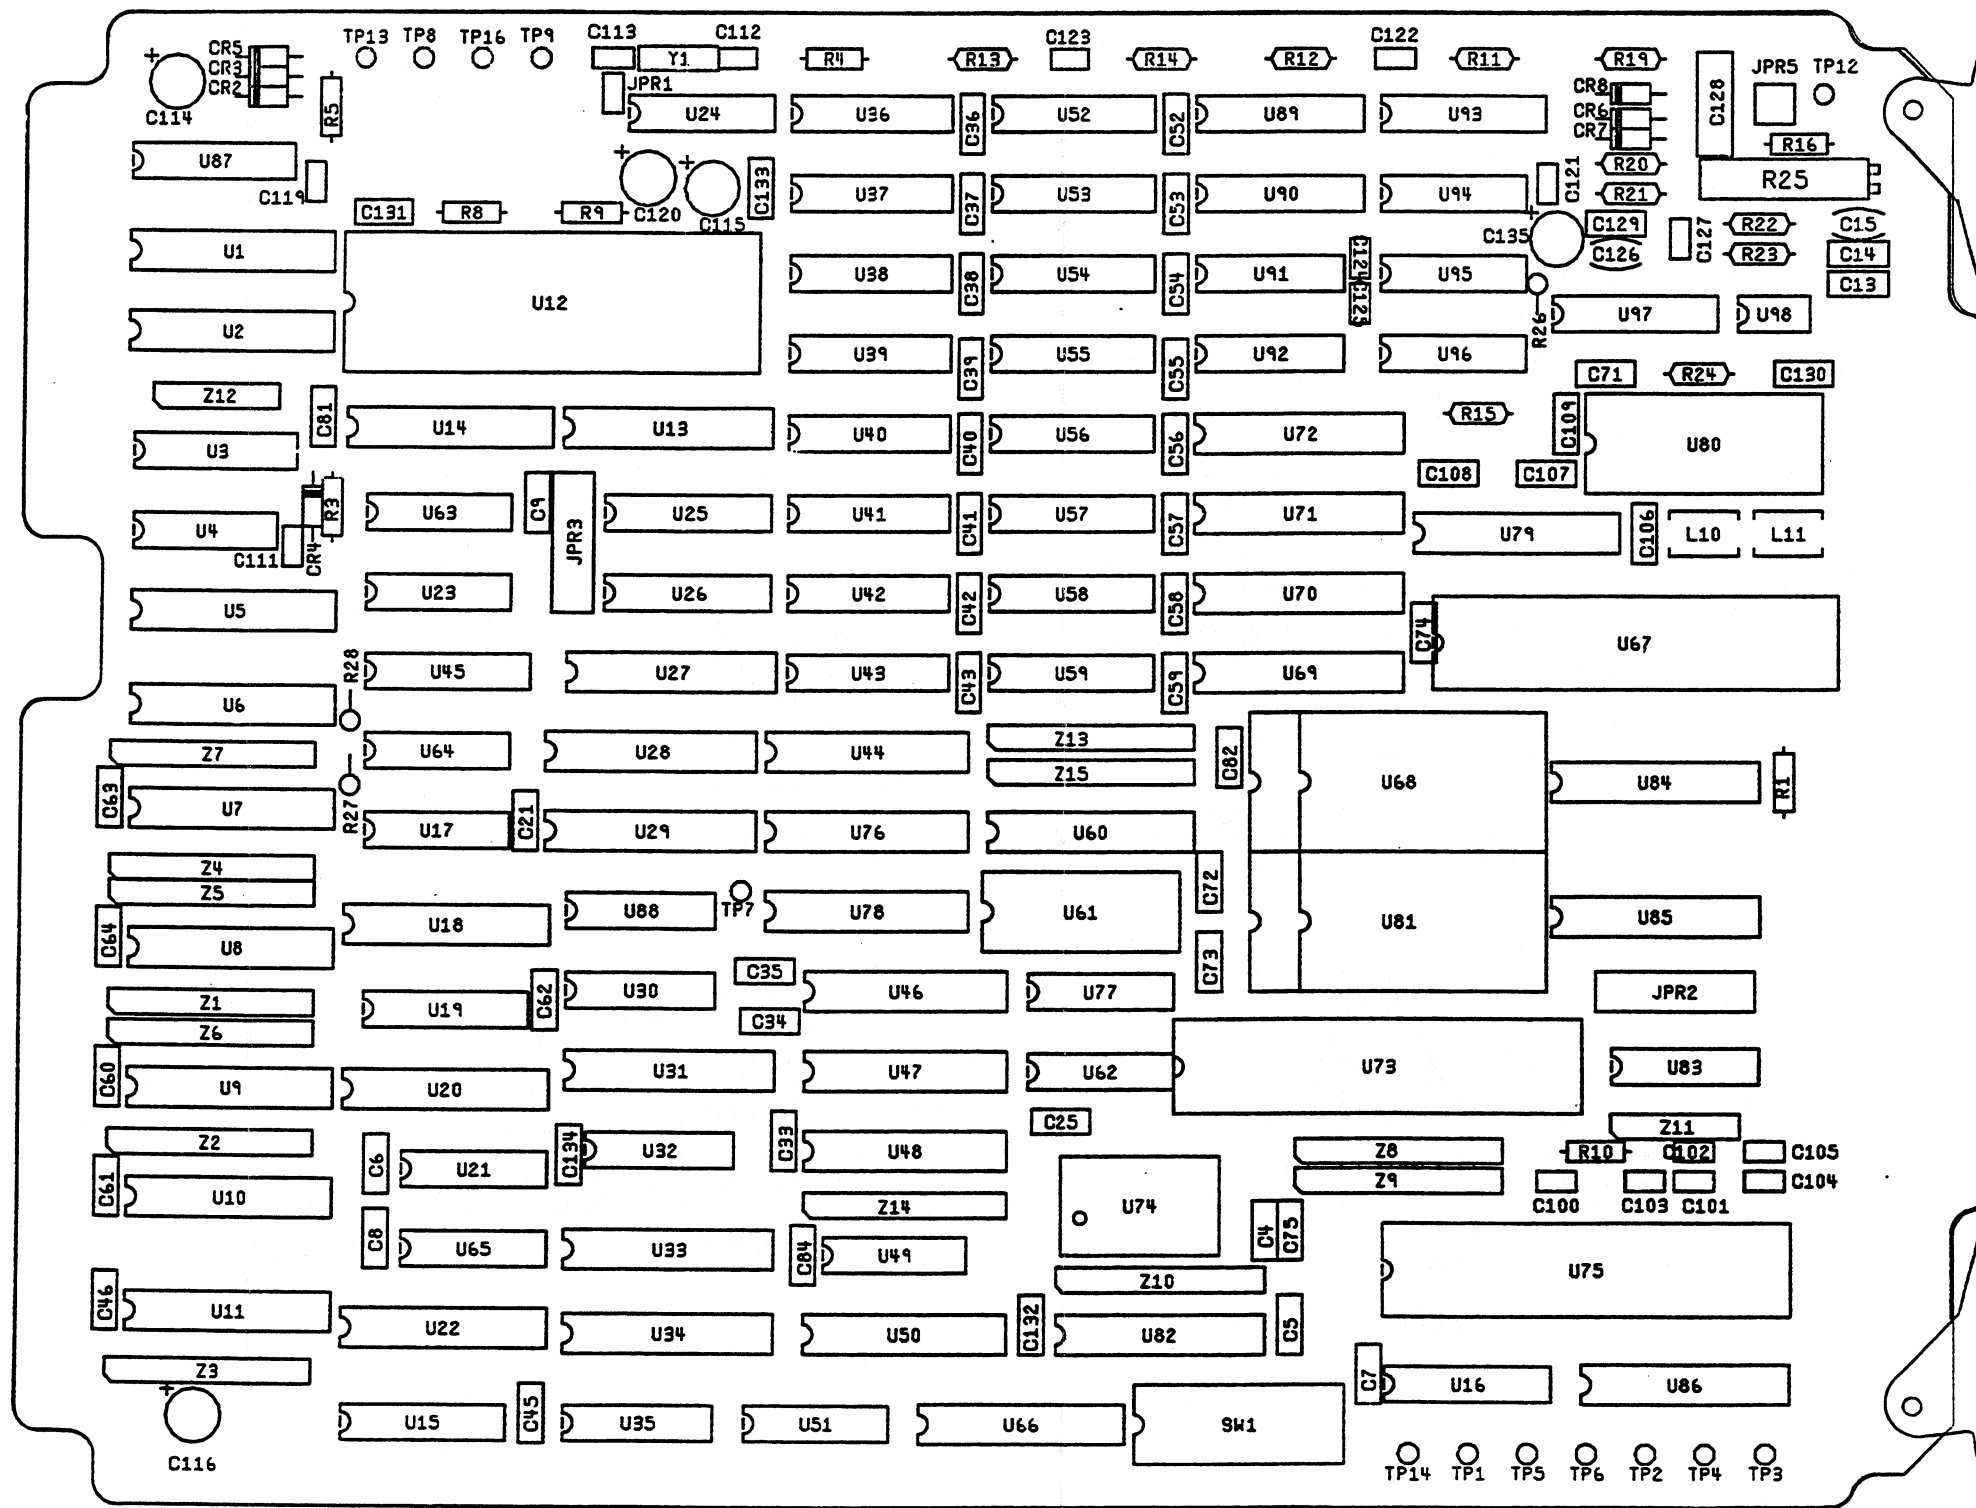 TP13 TP8 TP16 TP9 C113 C112 C123 C122
CR5 Y1 R4 R13 R14 R12 R11 R19
CR3 JPR5 TP12
CR2 JPR1 CR8
C114 R5 U24 U36 C36 U52 C52 U89 U93 CR6 C128
CR7
U87 R16
C119 C133 C121 R20 R25
C131 R8 R9 C120 C115 U37 C37 U53 C53 U90 U94 R21
C135 C129 C127 R22 C15
U1 C126 R23 C14
U38 C38 U54 C54 U91 C124 U95 C13
U12 C125
U2 R26 U97 U98
U39 C39 U55 C55 U92 U96
C71 R24 C130
Z12 C81 R15 C109
U14 U13 U40 C40 U56 C56 U72 U80
U3 C108 C107
R3 U63 C9 U25 U41 C41 U57 C57 U71
U4 U79 C106 L10 L11
C111 CR4 JPR3
U23 U26 U42 C42 U58 C58 U70
U5 C74 U67
R28 U45 U27 U43 C43 U59 C59 U69
U6
Z7 U64 U28 U44 Z13 C82
Z15 U68 U84 R1
C63 U7 R27 U17 C21 U29 U76 U60
Z4
Z5 C72
U88 TP7 U78 U61 U81 U85
C64 U8 U18
C35 C73
Z1 U19 C62 U30 U46 U77 JPR2
Z6 C34
C60 U9 U20 U31 U47 U62 U73 U83
C25 Z11
Z2 C6 C134 U32 C33 U48 Z8 R10 C102 C105
U21 Z9 C104
C61 U10 Z14 U74 C100 C103 C101
C8 U65 U33 C84 U49 C4 C75
Z10 U75
C46 U11 U22 U34 U50 C132 U82 C5
Z3 C7 U16 U86
U15 C45 U35 U51 U66 SW1
C116 TP14 TP1 TP5 TP6 TP2 TP4 TP3